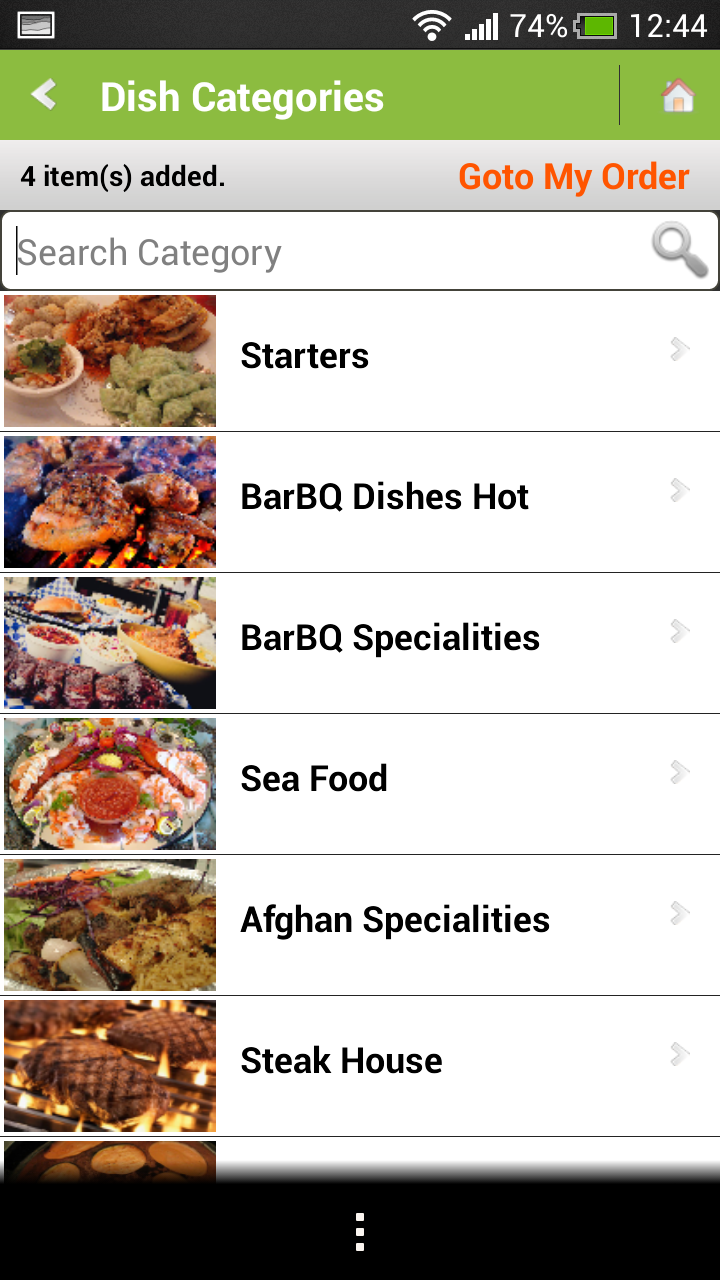 74% 12:44
Dish Categories
4 item(s) added. Goto My Order
Search Category
Starters
BarBQ Dishes Hot
BarBQ Specialities
Sea Food
Afghan Specialities
Steak House